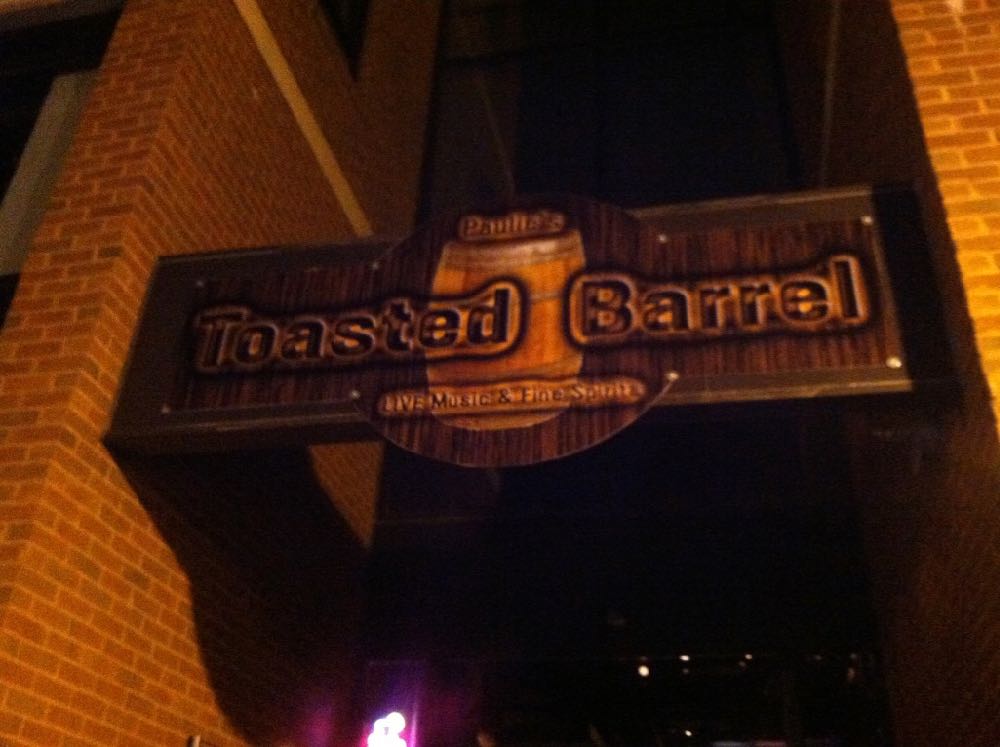 Paulie's
Toasted Barrel
LIVE Music & Fine Spirits